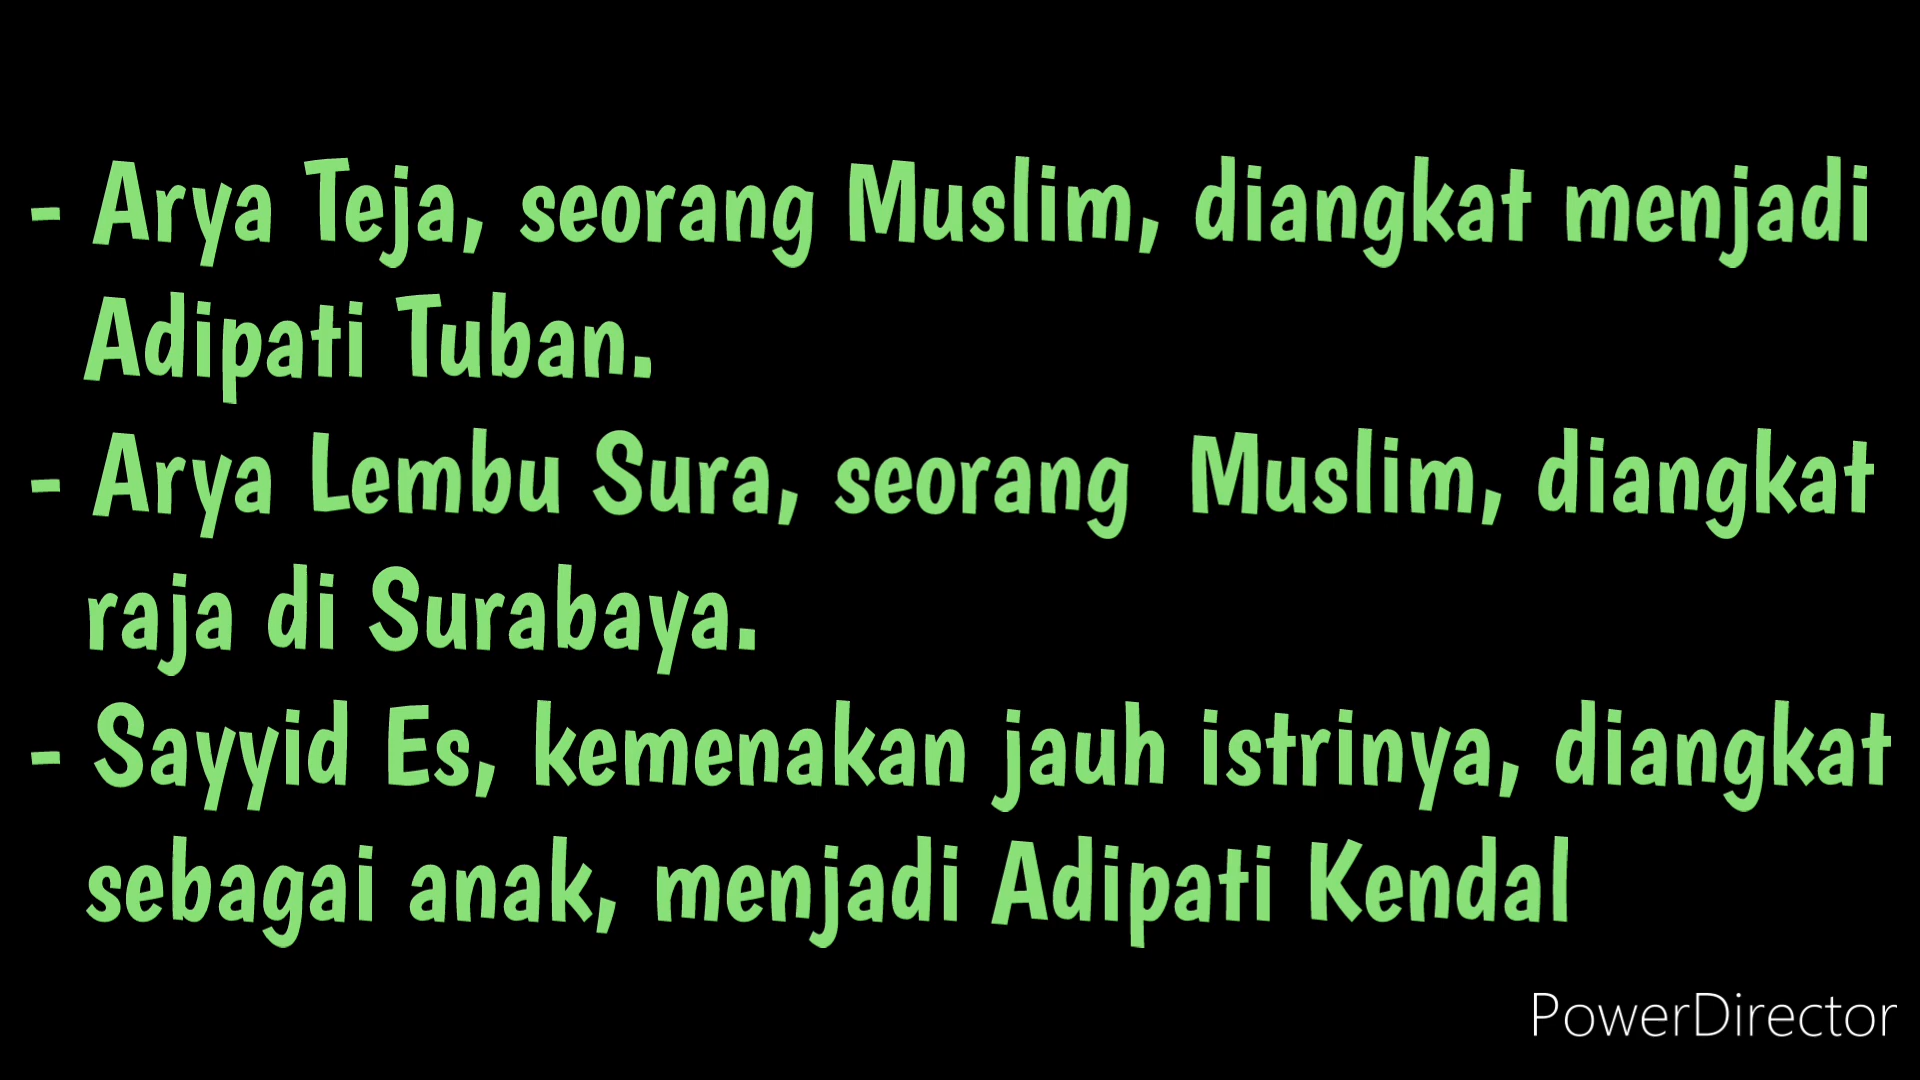 - Arya Teja, seorang Muslim, diangkat menjadi
Adipati Tuban.
- Arya Lembu Sura, seorang  Muslim, diangkat
raja di Surabaya.
- Sayyid Es, kemenakan jauh istrinya, diangkat
sebagai anak, menjadi Adipati Kendal
PowerDirector